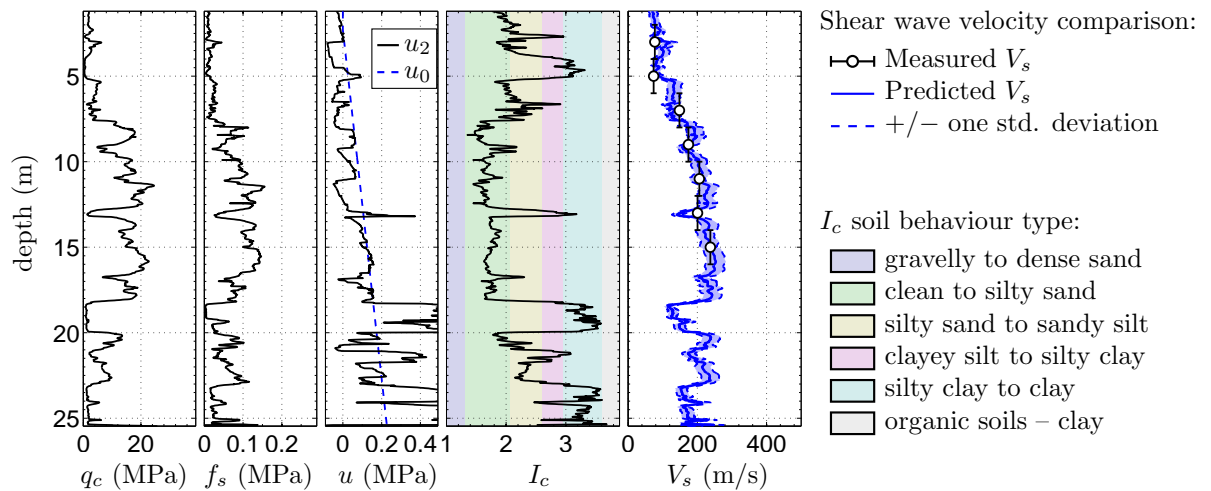 Shear wave velocity comparison:
Measured V_s
Predicted V_s
+/− one std. deviation
I_c soil behaviour type:
gravelly to dense sand
clean to silty sand
silty sand to sandy silt
clayey silt to silty clay
silty clay to clay
organic soils – clay
u_2
u_0
depth (m)
5
10
15
20
25
0 20
0 0.1 0.2
0 0.2 0.4
1 2 3
0 200 400
q_c (MPa)
f_s (MPa)
u (MPa)
I_c
V_s (m/s)